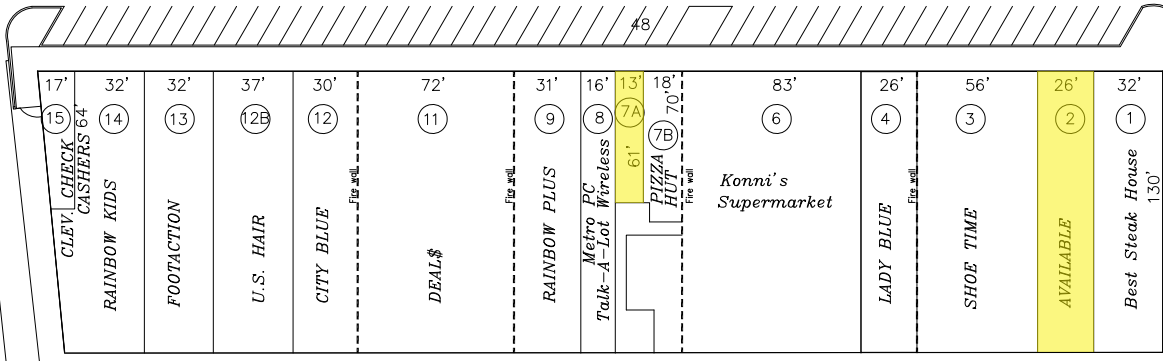 48
17'
32'
32'
37'
30'
72'
31'
16'
13'
18'
83'
26'
56'
26'
32'
15
14
13
12B
12
11
9
8
7A
7B
6
4
3
2
1
64'
61'
70'
130'
CLEV. CHECK
CASHERS
RAINBOW KIDS
FOOTACTION
U.S. HAIR
CITY BLUE
Fire wall
DEAL$
Fire wall
RAINBOW PLUS
Metro PC
Talk-A-Lot Wireless
PIZZA
HUT
Fire wall
Konni's
Supermarket
LADY BLUE
Fire wall
SHOE TIME
AVAILABLE
Best Steak House